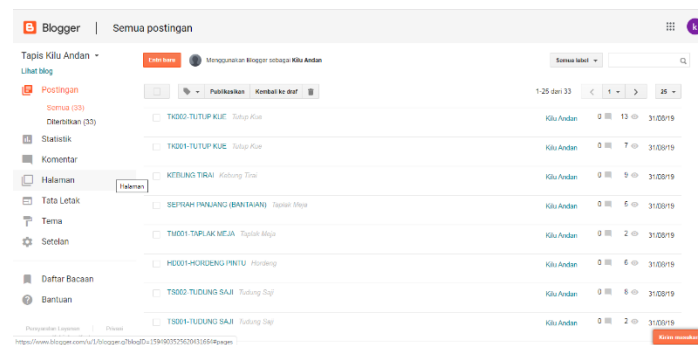 Blogger | Semua postingan
Tapis Kilu Andan
Lihat blog
Entri baru
Menggunakan Blogger sebagai Kilu Andan
Semua label
Postingan
Semua (33)
Diterbitkan (33)
Statistik
Komentar
Halaman
Halaman
Tata Letak
Tema
Setelan
Daftar Bacaan
Bantuan
Persyaratan Layanan
Privasi
Publikasikan Kembali ke draf
1-25 dari 33 1 25
TK002-TUTUP KUE Tutup Kue Kilu Andan 0 13 31/08/19
TK001-TUTUP KUE Tutup Kue Kilu Andan 0 7 31/08/19
KEBUNG TIRAI Kebung Tirai Kilu Andan 0 9 31/08/19
SEPRAH PANJANG (BANTAIAN) Taplak Meja Kilu Andan 0 6 31/08/19
TM001-TAPLAK MEJA Taplak Meja Kilu Andan 0 2 31/08/19
HD001-HORDENG PINTU Hordeng Kilu Andan 0 6 31/08/19
TS002-TUDUNG SAJI Tudung Saji Kilu Andan 0 8 31/08/19
TS001-TUDUNG SAJI Tudung Saji Kilu Andan 0 2 31/08/19
Kirim masukan